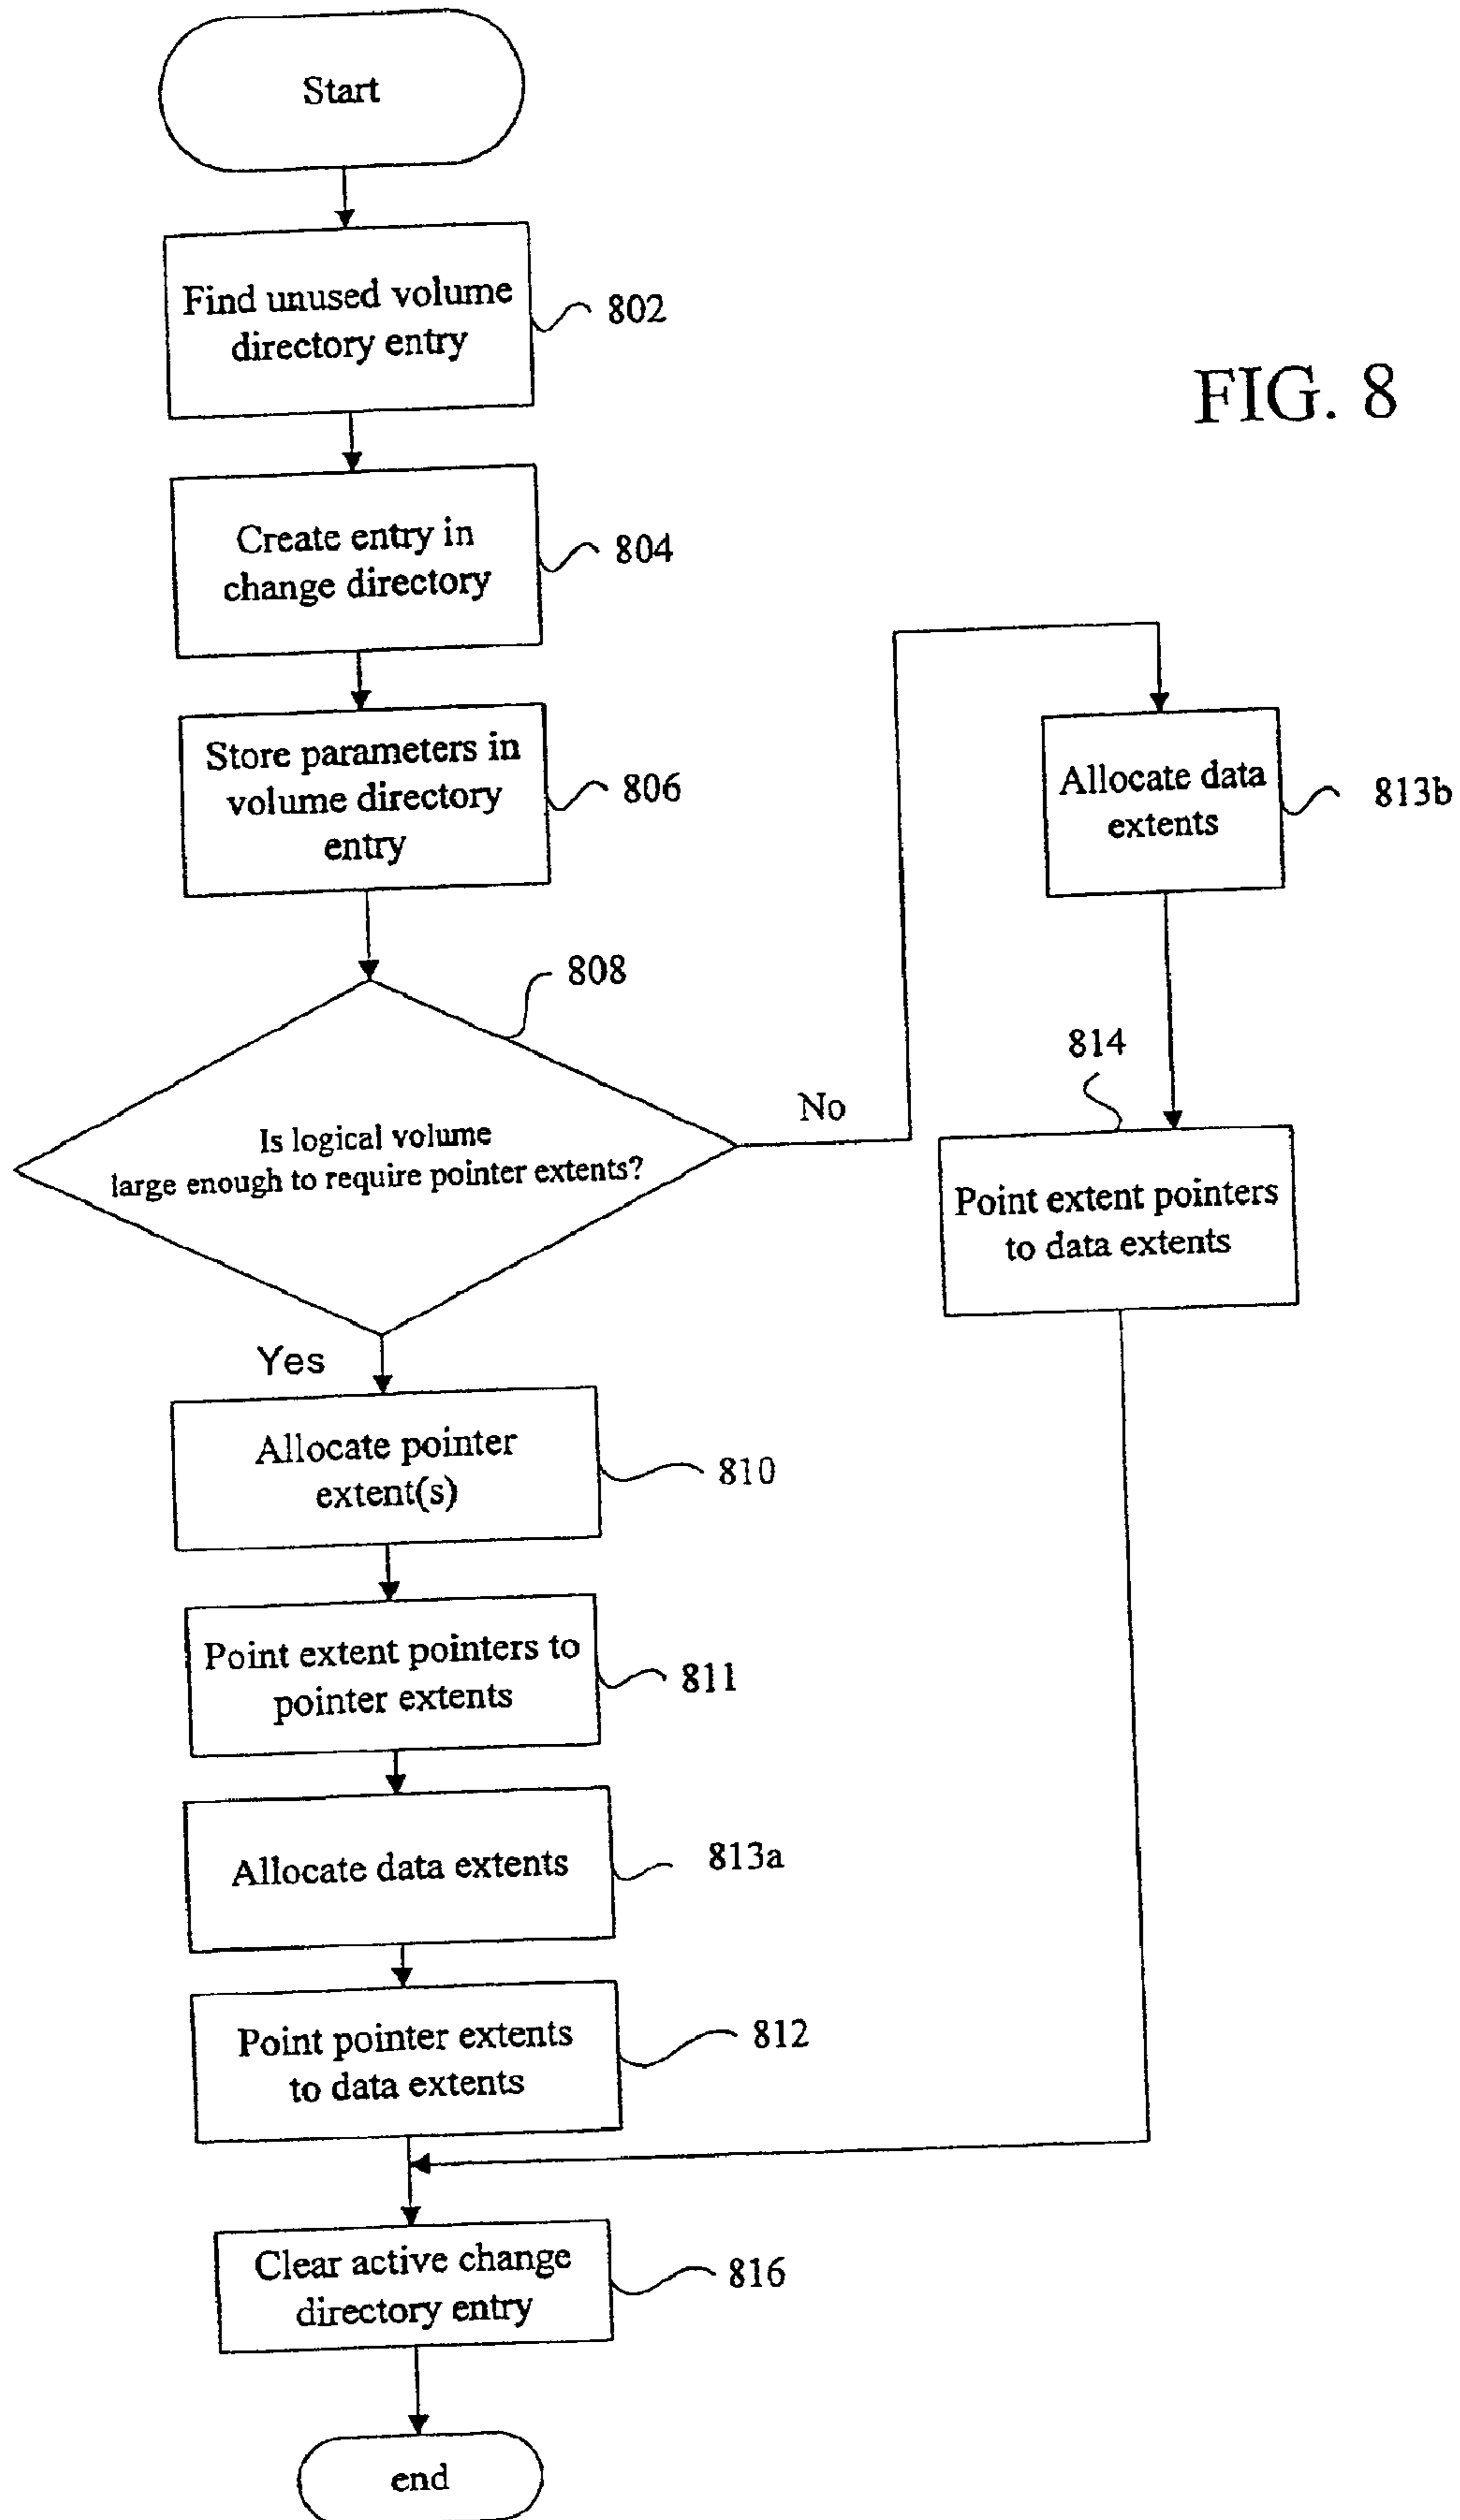 Start
Find unused volume
directory entry
802
FIG. 8
Create entry in
change directory
804
Store parameters in
volume directory
entry
806
Allocate data
extents
813b
808
Is logical volume
large enough to require pointer extents?
No
814
Point extent pointers
to data extents
Yes
Allocate pointer
extent(s)
810
Point extent pointers to
pointer extents
811
Allocate data extents
813a
Point pointer extents
to data extents
812
Clear active change
directory entry
816
end